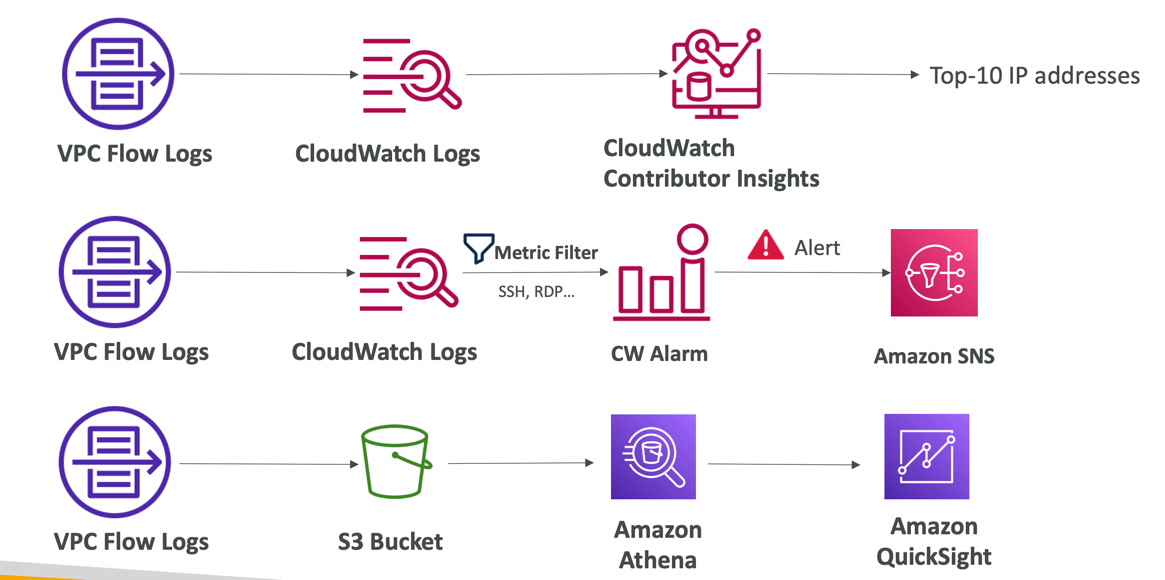 Top-10 IP addresses
VPC Flow Logs
CloudWatch Logs
CloudWatch
Contributor Insights
Metric Filter
SSH, RDP...
Alert
VPC Flow Logs
CloudWatch Logs
CW Alarm
Amazon SNS
VPC Flow Logs
S3 Bucket
Amazon
Athena
Amazon
QuickSight